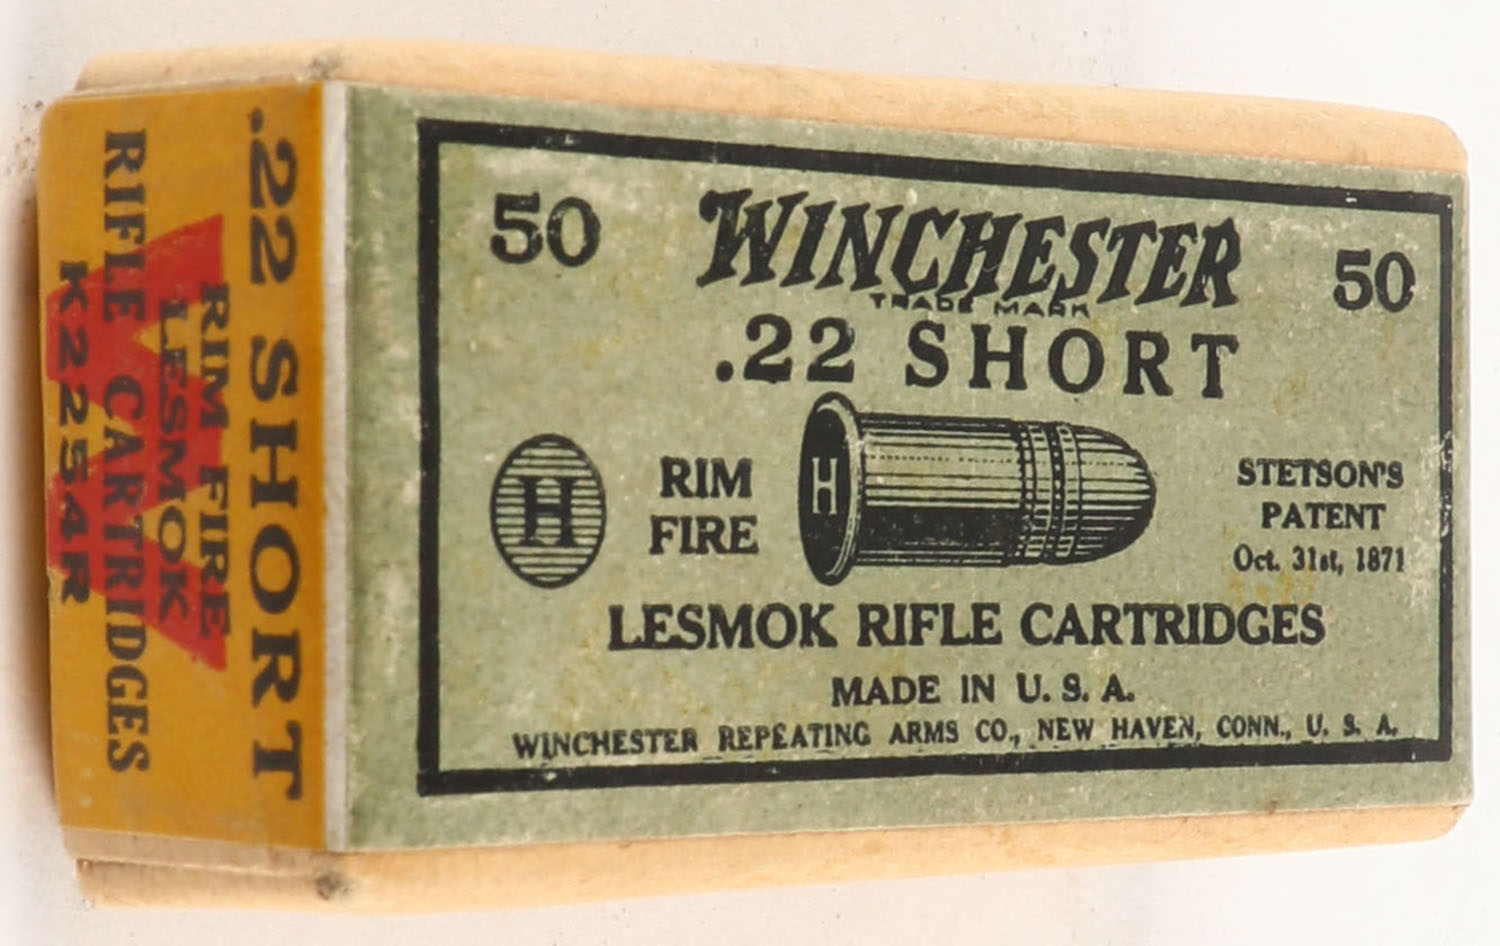 .22 SHORT
RIM FIRE
LESMOK
RIFLE CARTRIDGES
K2254R
W
50
WINCHESTER
50
TRADE MARK
.22 SHORT
H
RIM
FIRE
H
STETSON'S
PATENT
Oct. 31st, 1871
LESMOK RIFLE CARTRIDGES
MADE IN U. S. A.
WINCHESTER REPEATING ARMS CO., NEW HAVEN, CONN., U. S. A.